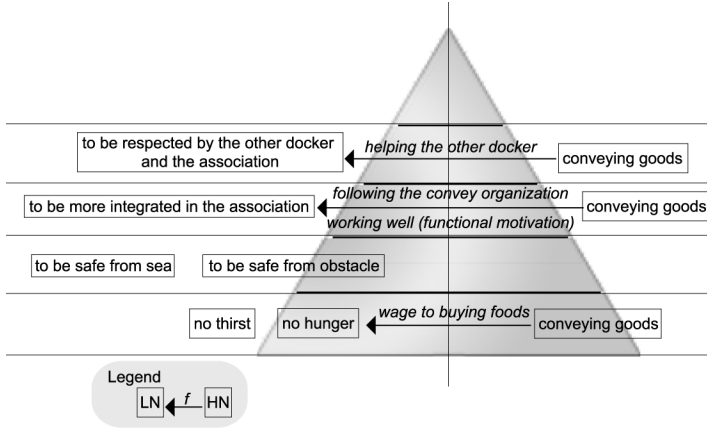 to be respected by the other docker
and the association
helping the other docker
conveying goods
following the convey organization
to be more integrated in the association
conveying goods
working well (functional motivation)
to be safe from sea
to be safe from obstacle
no thirst
no hunger
wage to buying foods
conveying goods
Legend
LN
f
HN